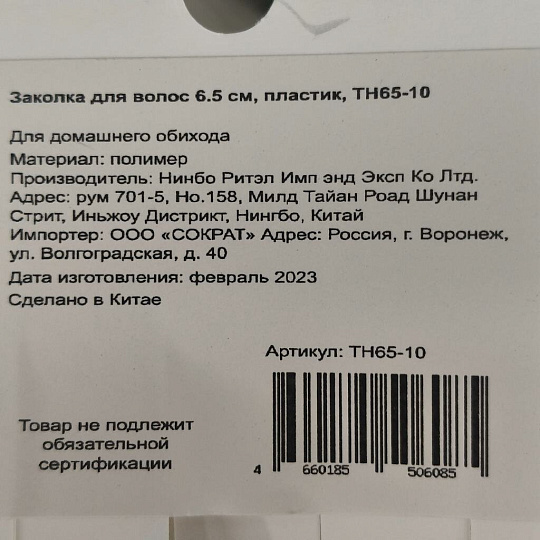 Заколка для волос 6.5 см, пластик, TH65-10
Для домашнего обихода
Материал: полимер
Производитель: Нинбо Ритэл Имп энд Эксп Ко Лтд.
Адрес: рум 701-5, Но.158, Милд Тайан Роад Шунан
Стрит, Иньжоу Дистрикт, Нингбо, Китай
Импортер: ООО «СОКРАТ» Адрес: Россия, г. Воронеж,
ул. Волгоградская, д. 40
Дата изготовления: февраль 2023
Сделано в Китае
Артикул: TH65-10
Товар не подлежит
обязательной
сертификации
4 660185 506085